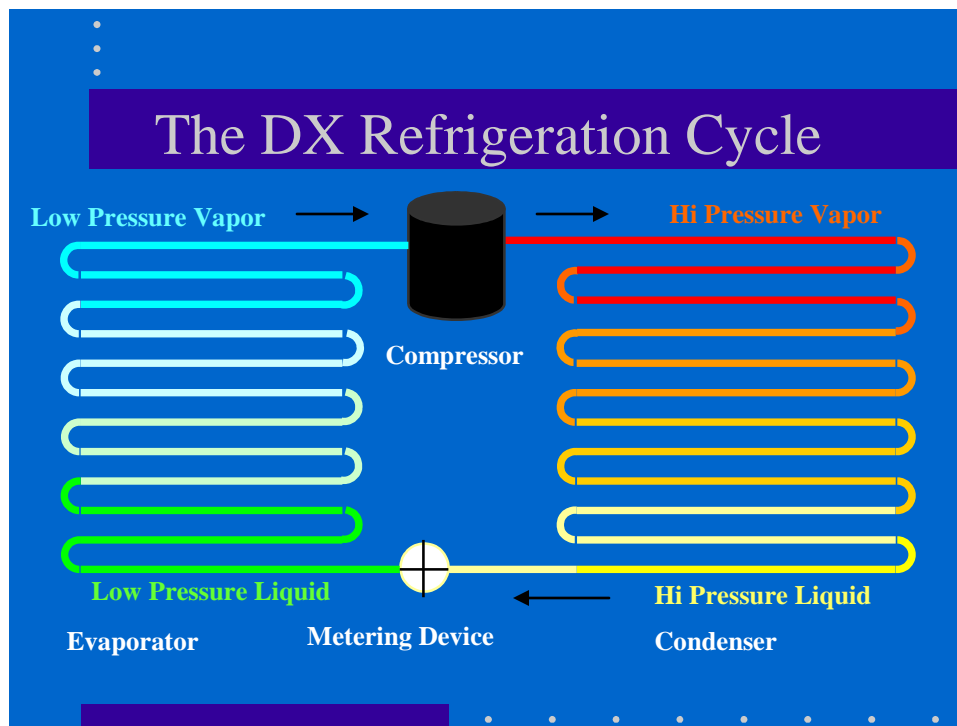 The DX Refrigeration Cycle
Low Pressure Vapor
Hi Pressure Vapor
Compressor
Low Pressure Liquid
Hi Pressure Liquid
Evaporator
Metering Device
Condenser